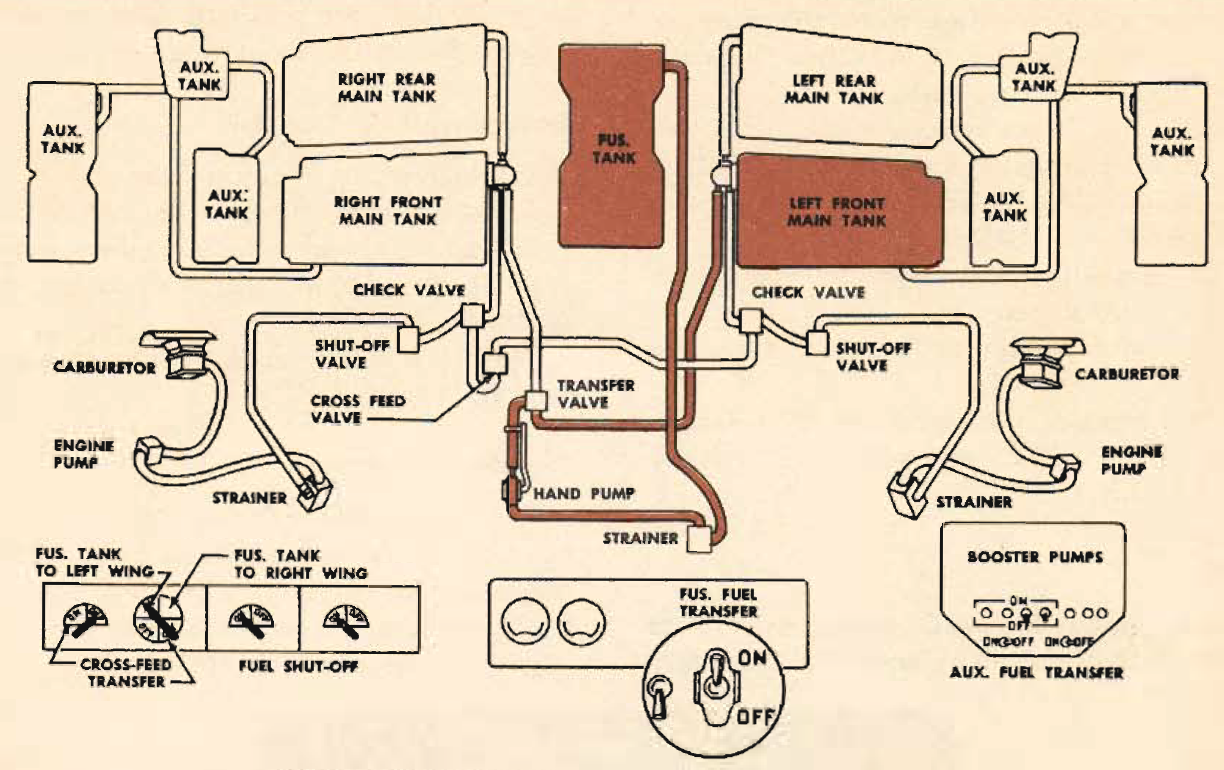 AUX.
TANK
AUX.
TANK
AUX.
TANK
RIGHT REAR
MAIN TANK
RIGHT FRONT
MAIN TANK
FUS.
TANK
LEFT REAR
MAIN TANK
LEFT FRONT
MAIN TANK
AUX.
TANK
AUX.
TANK
AUX.
TANK
CHECK VALVE
CHECK VALVE
SHUT-OFF
VALVE
SHUT-OFF
VALVE
CARBURETOR
CARBURETOR
CROSS FEED
VALVE
TRANSFER
VALVE
ENGINE
PUMP
ENGINE
PUMP
STRAINER
HAND PUMP
STRAINER
STRAINER
FUS. TANK
TO LEFT WING
FUS. TANK
TO RIGHT WING
ON OFF
OFF
OFF
OFF
CROSS-FEED
TRANSFER
FUEL SHUT-OFF
FUS. FUEL
TRANSFER
ON
OFF
BOOSTER PUMPS
ON
OFF
ON OFF ON OFF
AUX. FUEL TRANSFER